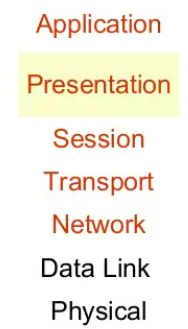 Application
Presentation
Session
Transport
Network
Data Link
Physical